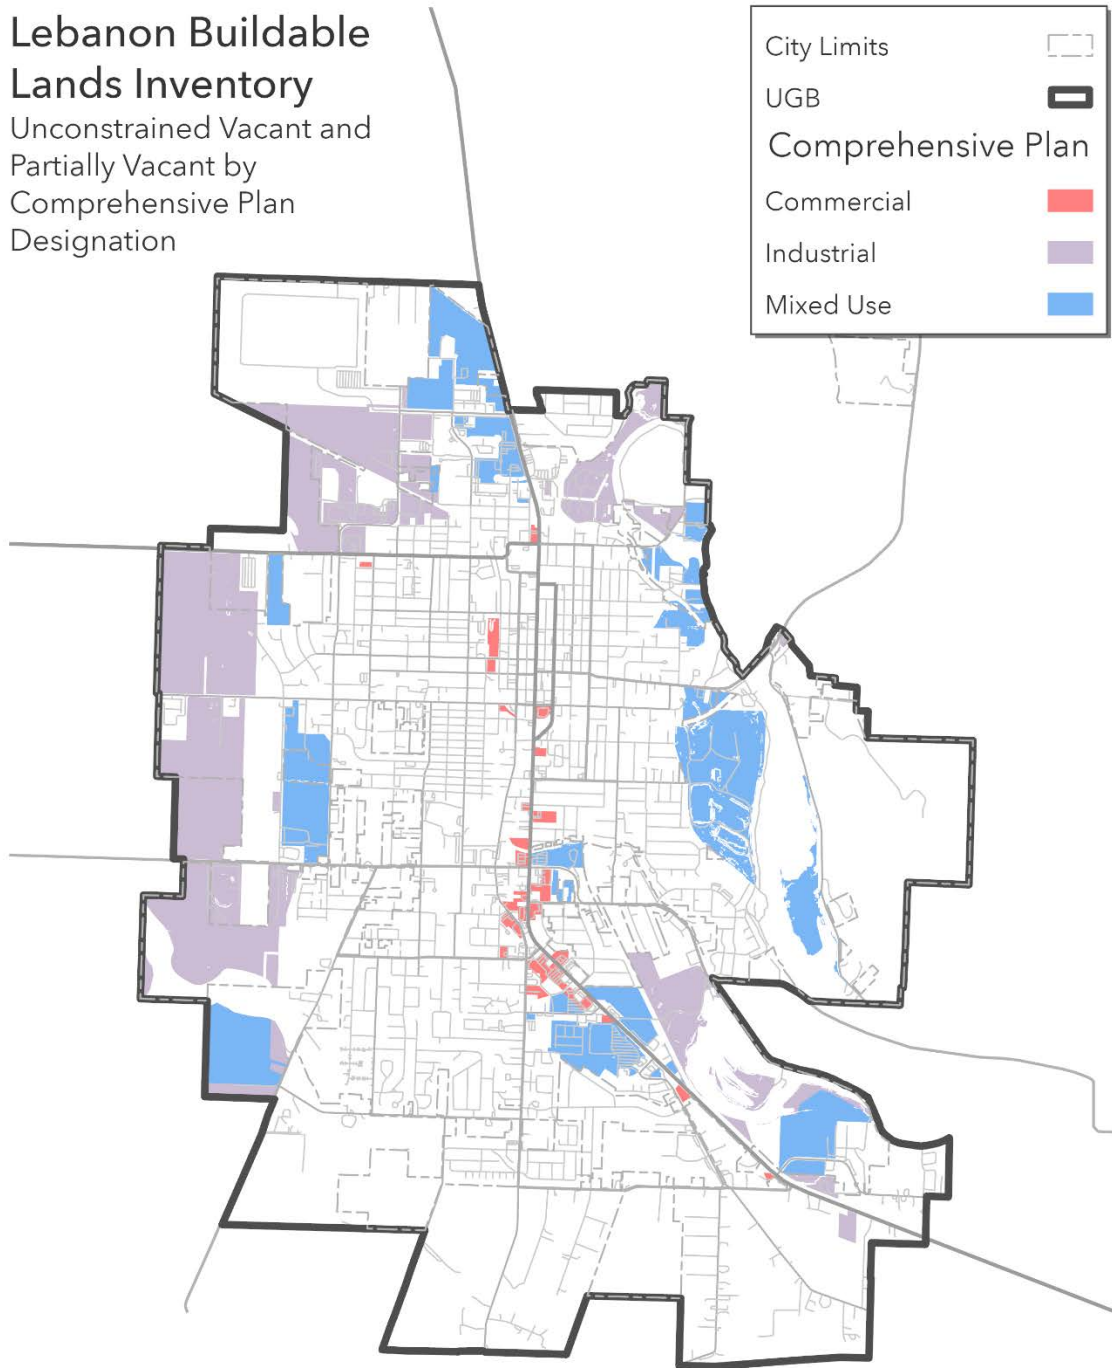 Lebanon Buildable
Lands Inventory
Unconstrained Vacant and
Partially Vacant by
Comprehensive Plan
Designation
City Limits
UGB
Comprehensive Plan
Commercial
Industrial
Mixed Use